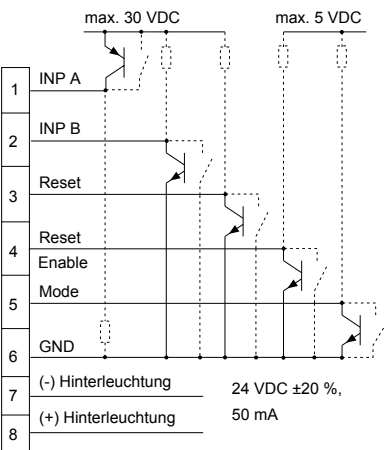 max. 30 VDC
max. 5 VDC
1 INP A
2 INP B
3 Reset
4 Reset
Enable
5 Mode
6 GND
7 (-) Hinterleuchtung
24 VDC ±20 %,
8 (+) Hinterleuchtung
50 mA